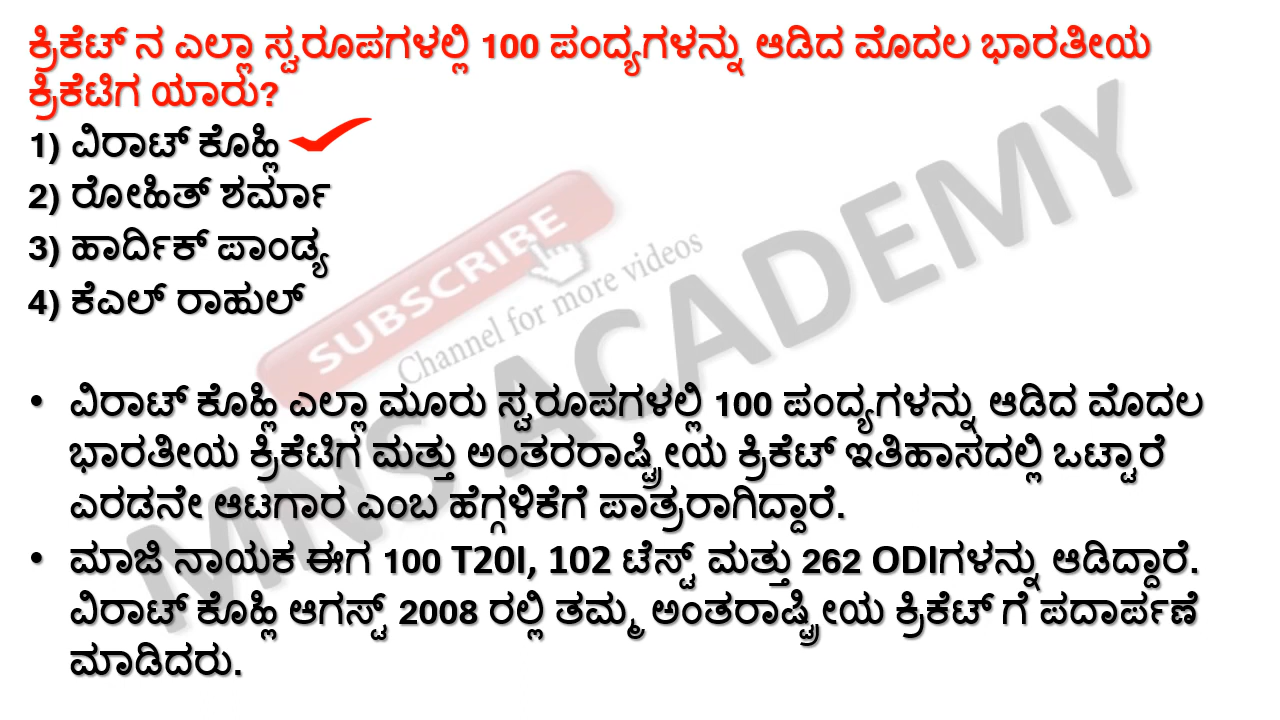 ಕ್ರಿಕೆಟ್ ನ ಎಲ್ಲಾ ಸ್ವರೂಪಗಳಲ್ಲಿ 100 ಪಂದ್ಯಗಳನ್ನು ಆಡಿದ ಮೊದಲ ಭಾರತೀಯ
ಕ್ರಿಕೆಟಿಗ ಯಾರು?
1) ವಿರಾಟ್ ಕೊಹ್ಲಿ
2) ರೋಹಿತ್ ಶರ್ಮಾ
3) ಹಾರ್ದಿಕ್ ಪಾಂಡ್ಯ
4) ಕೆಎಲ್ ರಾಹುಲ್
SUBSCRIBE
Channel for more videos
MNS ACADEMY
• ವಿರಾಟ್ ಕೊಹ್ಲಿ ಎಲ್ಲಾ ಮೂರು ಸ್ವರೂಪಗಳಲ್ಲಿ 100 ಪಂದ್ಯಗಳನ್ನು ಆಡಿದ ಮೊದಲ
ಭಾರತೀಯ ಕ್ರಿಕೆಟಿಗ ಮತ್ತು ಅಂತರರಾಷ್ಟ್ರೀಯ ಕ್ರಿಕೆಟ್ ಇತಿಹಾಸದಲ್ಲಿ ಒಟ್ಟಾರೆ
ಎರಡನೇ ಆಟಗಾರ ಎಂಬ ಹೆಗ್ಗಳಿಕೆಗೆ ಪಾತ್ರರಾಗಿದ್ದಾರೆ.
• ಮಾಜಿ ನಾಯಕ ಈಗ 100 T20I, 102 ಟೆಸ್ಟ್ ಮತ್ತು 262 ODIಗಳನ್ನು ಆಡಿದ್ದಾರೆ.
ವಿರಾಟ್ ಕೊಹ್ಲಿ ಆಗಸ್ಟ್ 2008 ರಲ್ಲಿ ತಮ್ಮ ಅಂತರಾಷ್ಟ್ರೀಯ ಕ್ರಿಕೆಟ್ ಗೆ ಪದಾರ್ಪಣೆ
ಮಾಡಿದರು.